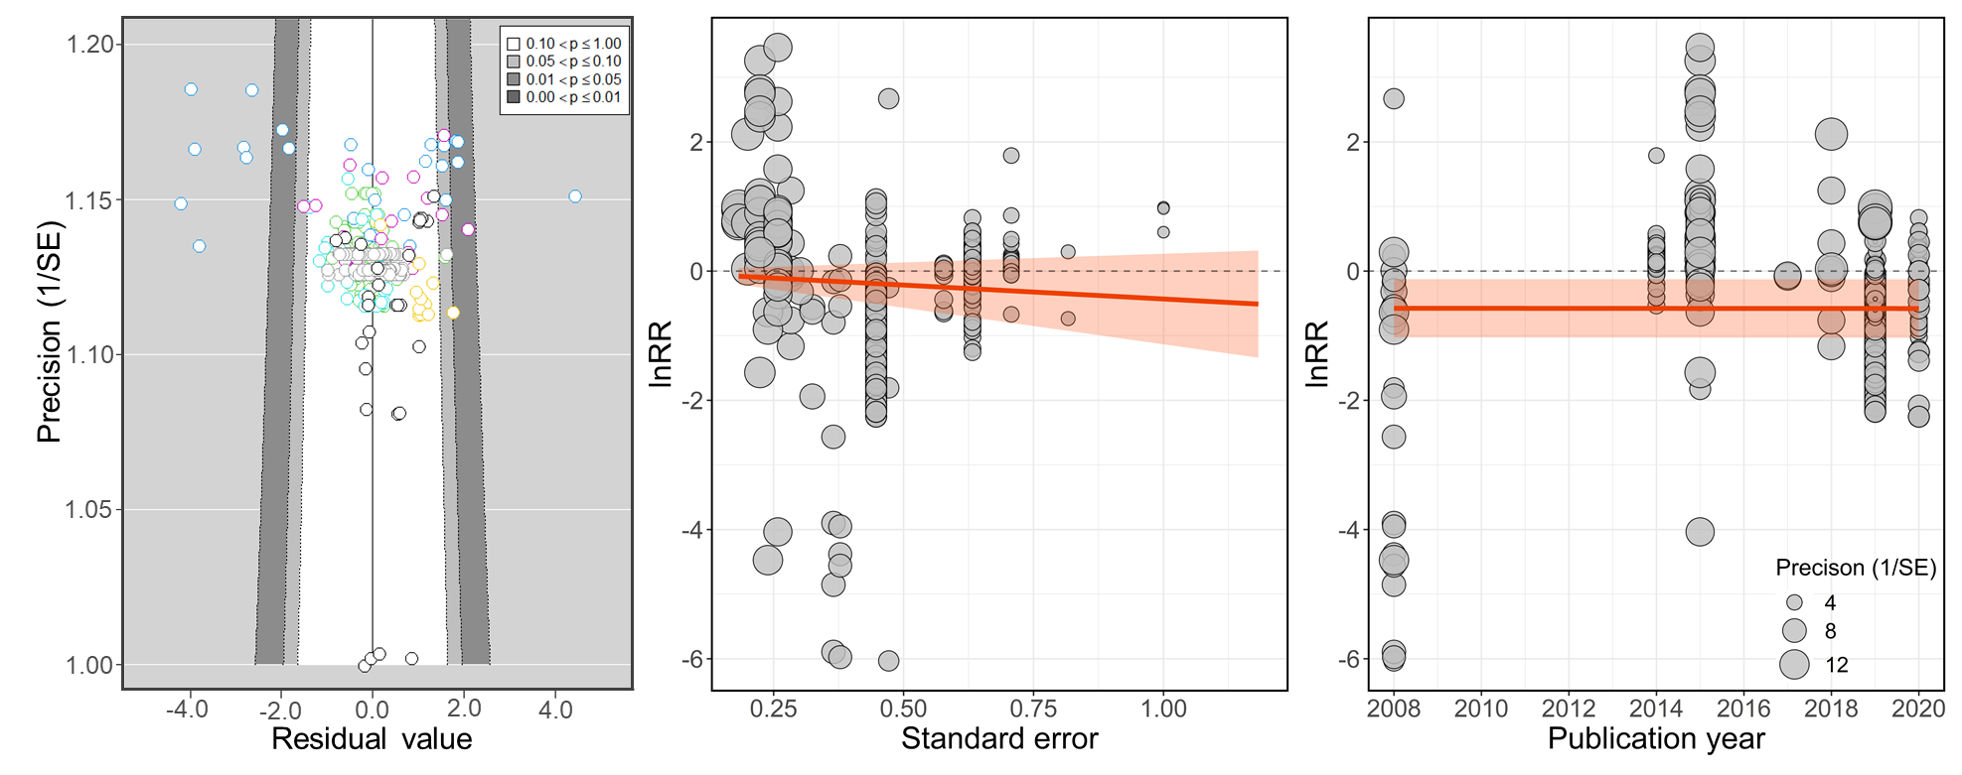 1.20
1.15
1.10
1.05
1.00
Precision (1/SE)
-4.0 -2.0 0.0 2.0 4.0
Residual value
0.10 < p ≤ 1.00
0.05 < p ≤ 0.10
0.01 < p ≤ 0.05
0.00 < p ≤ 0.01
2
0
-2
-4
-6
lnRR
0.25 0.50 0.75 1.00
Standard error
2
0
-2
-4
-6
lnRR
2008 2010 2012 2014 2016 2018 2020
Publication year
Precison (1/SE)
4
8
12